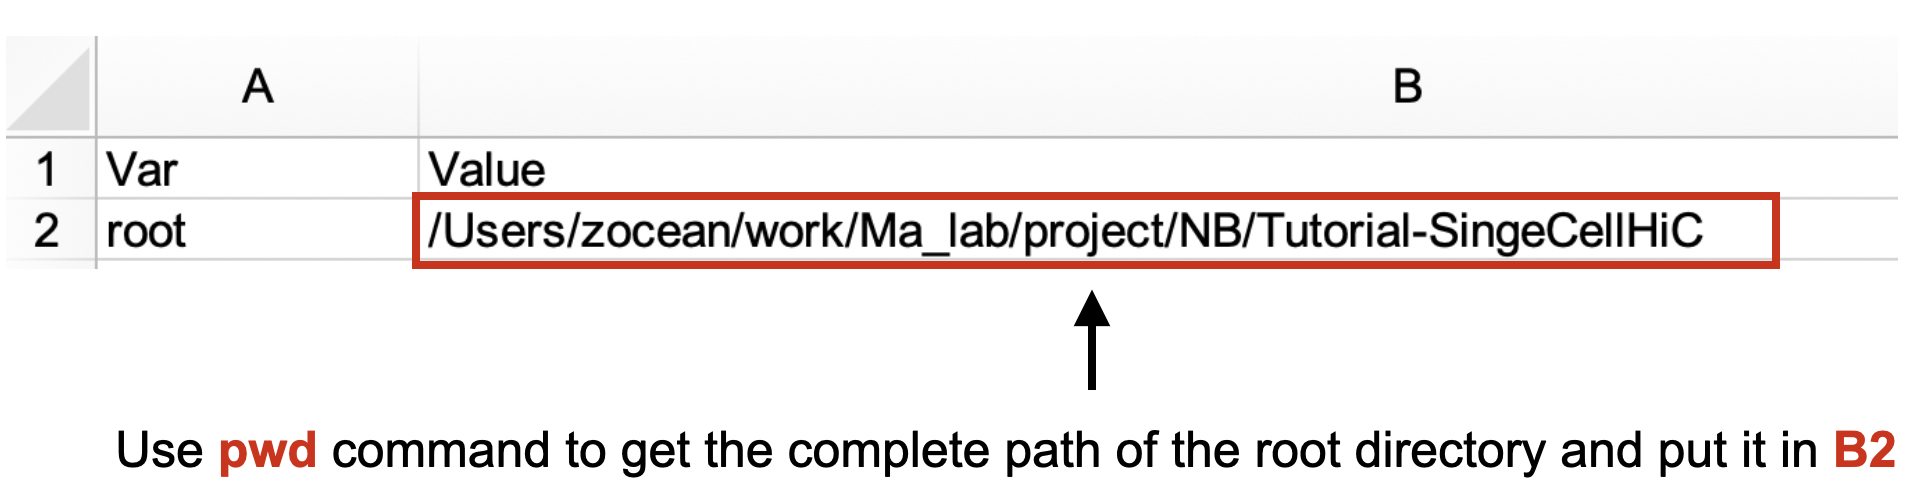 A B
1 Var Value
2 root /Users/zocean/work/Ma_lab/project/NB/Tutorial-SingeCellHiC
Use pwd command to get the complete path of the root directory and put it in B2